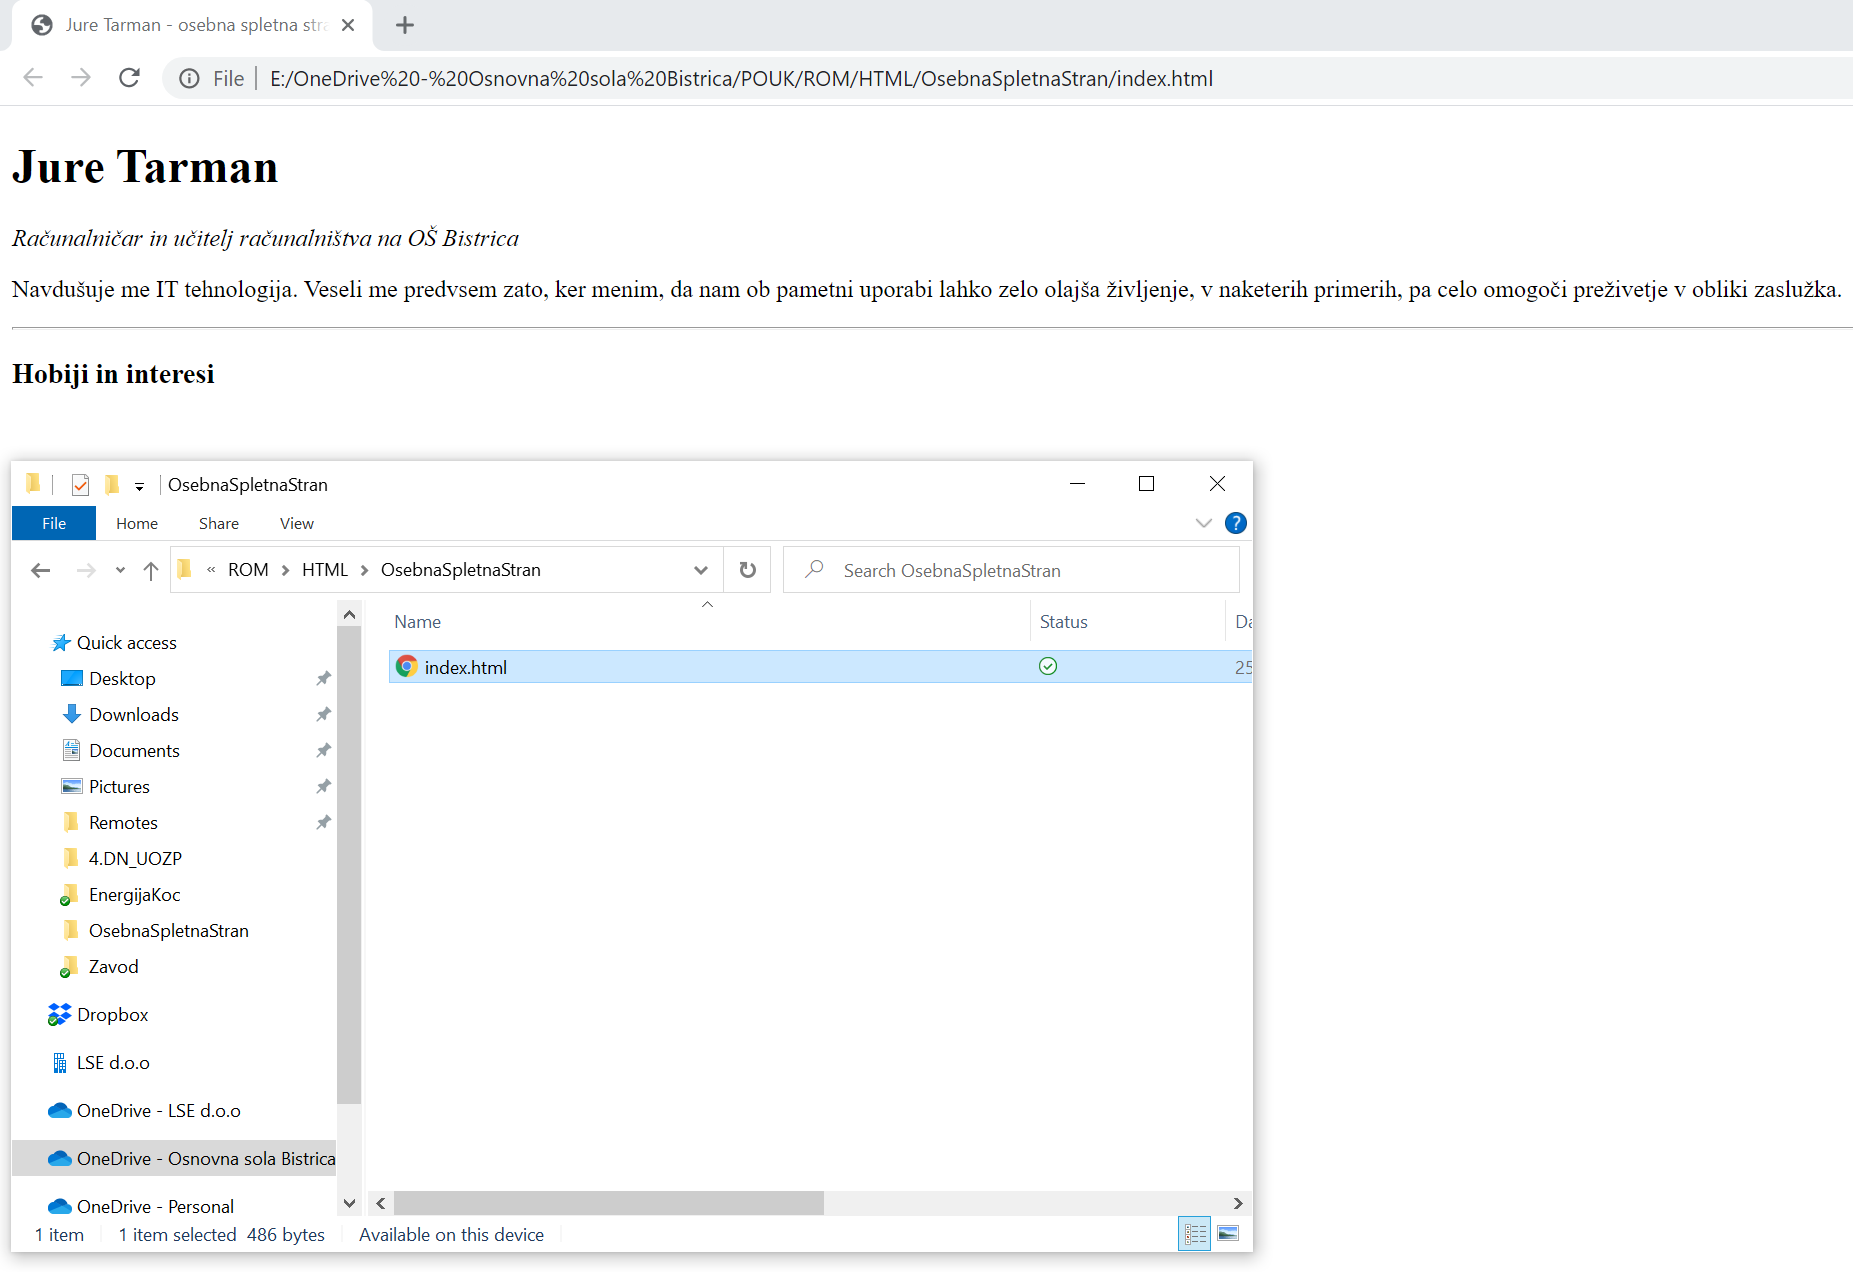 Jure Tarman - osebna spletna stra
File E:/OneDrive%20-%20Osnovna%20sola%20Bistrica/POUK/ROM/HTML/OsebnaSpletnaStran/index.html
Jure Tarman
Računalničar in učitelj računalništva na OŠ Bistrica
Navdušuje me IT tehnologija. Veseli me predvsem zato, ker menim, da nam ob pametni uporabi lahko zelo olajša življenje, v naketerih primerih, pa celo omogoči preživetje v obliki zaslužka.
Hobiji in interesi
OsebnaSpletnaStran
File Home Share View
« ROM > HTML > OsebnaSpletnaStran Search OsebnaSpletnaStran
Name Status Da
index.html 25
Quick access
Desktop
Downloads
Documents
Pictures
Remotes
4.DN_UOZP
EnergijaKoc
OsebnaSpletnaStran
Zavod
Dropbox
LSE d.o.o
OneDrive - LSE d.o.o
OneDrive - Osnovna sola Bistrica
OneDrive - Personal
1 item 1 item selected 486 bytes Available on this device